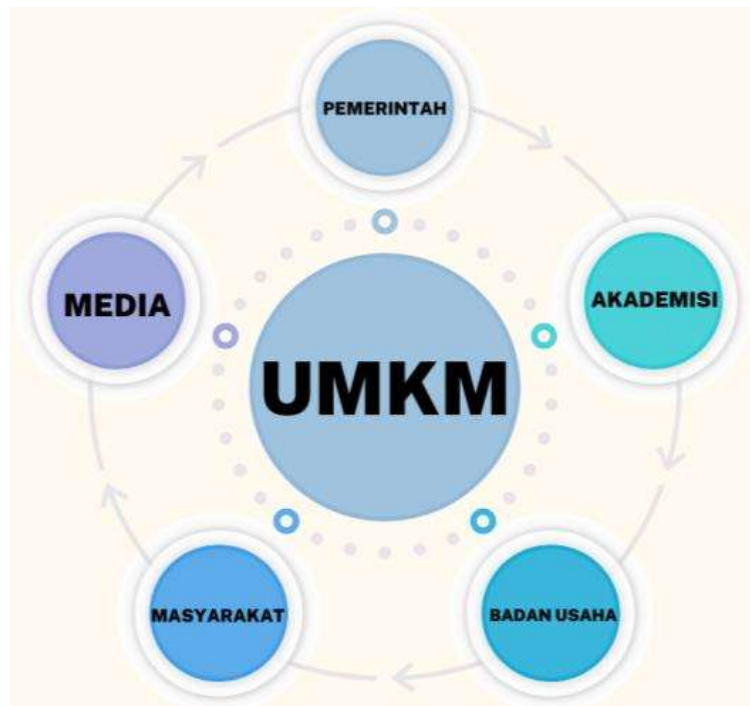 PEMERINTAH
AKADEMISI
BADAN USAHA
MASYARAKAT
MEDIA
UMKM